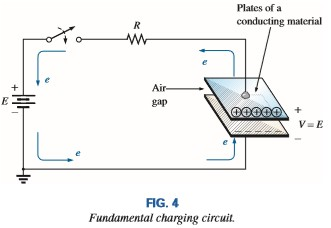 Plates of a
conducting material
R
e
e
E
+
–
Air
gap
+
V = E
–
e
e
FIG. 4
Fundamental charging circuit.